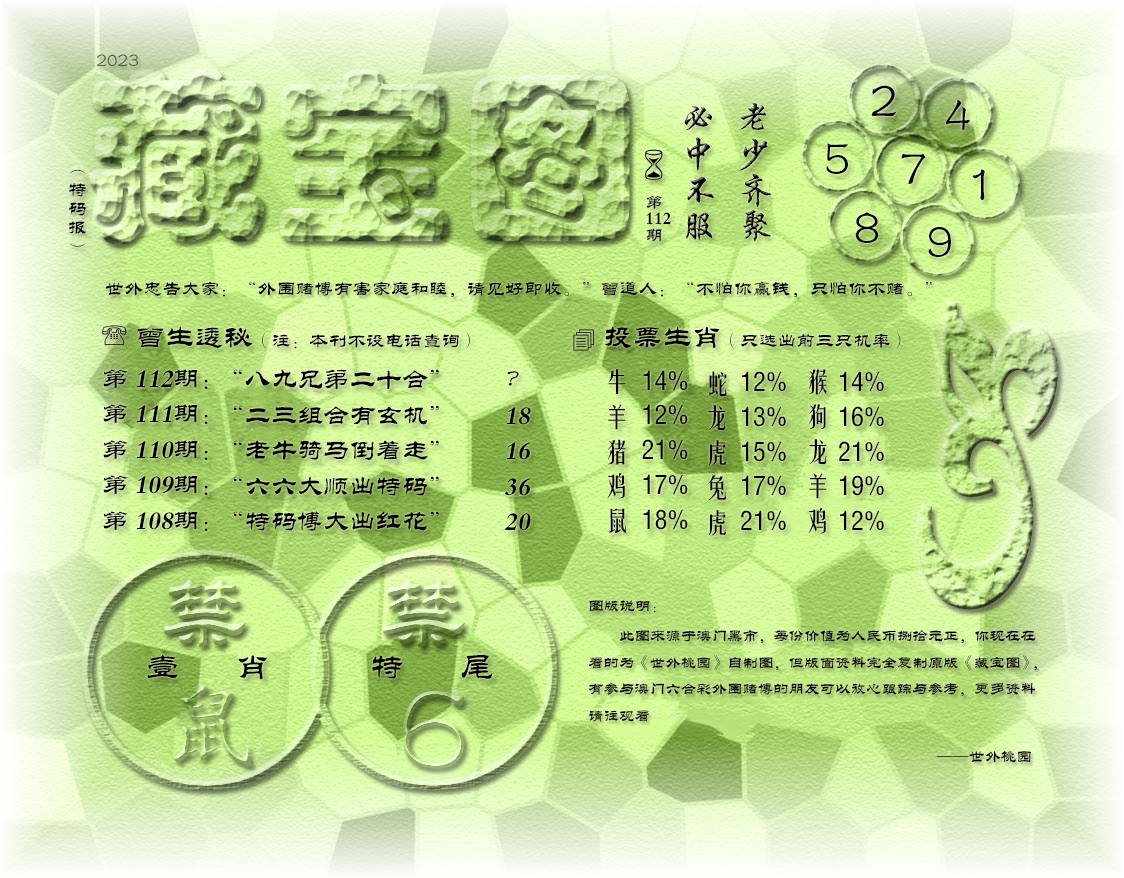 2023
藏宝图
（特码报）
第112期
老少齐聚
必中不服
2
4
5
7
1
8
9
世外忠告大家：“外围赌博有害家庭和睦，请见好即收。”曾道人：“不怕你赢钱，只怕你不赌。”
曾生透秘（注：本刊不设电话查询）
第112期：“八九兄弟二十合” ?
第111期：“二三组合有玄机” 18
第110期：“老牛骑马倒着走” 16
第109期：“六六大顺出特码” 36
第108期：“特码博大出红花” 20
投票生肖（只选出前三只机率）
牛 14% 蛇 12% 猴 14%
羊 12% 龙 13% 狗 16%
猪 21% 虎 15% 龙 21%
鸡 17% 兔 17% 羊 19%
鼠 18% 虎 21% 鸡 12%
禁
壹 肖
鼠
禁
特 尾
6
图版说明：
此图来源于澳门黑市，每份价值为人民币捌拾元正，你现在在
看的为《世外桃园》自制图，但版面资料完全复制原版《藏宝图》，
有参与澳门六合彩外围赌博的朋友可以放心跟踪与参考，更多资料
请注观看
——世外桃园